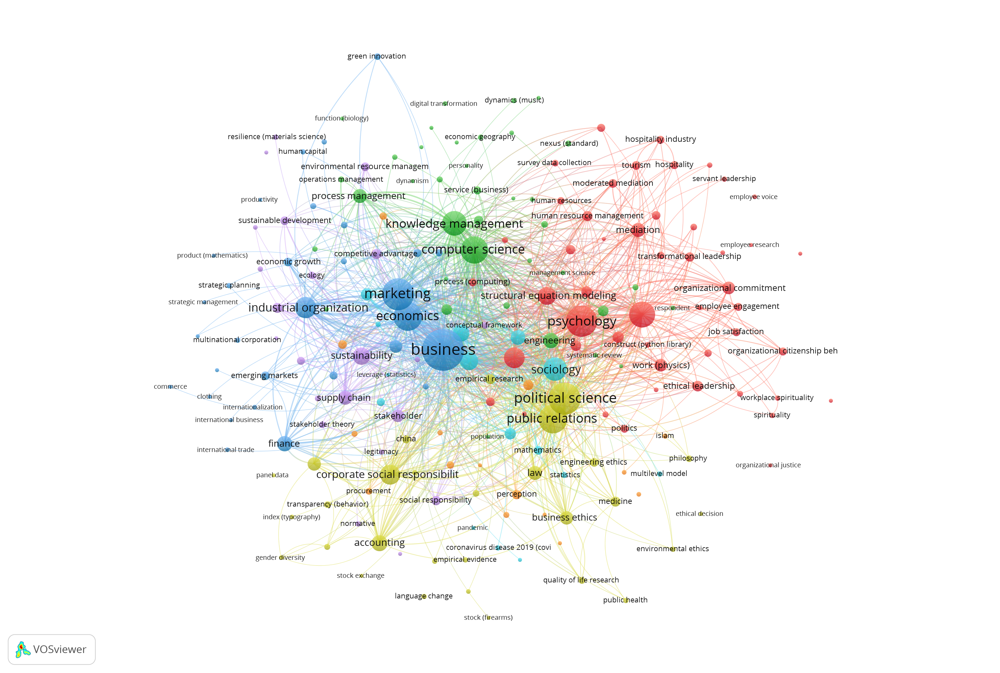 green innovation
dynamics (music)
digital transformation
function (biology)
resilience (materials science)
economic geography
hospitality industry
nexus (standard)
human capital
survey data collection
environmental resource managem
personality
tourism
hospitality
operations management
dynamism
servant leadership
moderated mediation
service (business)
process management
employee voice
productivity
human resources
human resource management
sustainable development
knowledge management
mediation
employee research
computer science
competitive advantage
product (mathematics)
transformational leadership
economic growth
management science
ecology
process (computing)
strategic planning
organizational commitment
marketing
structural equation modeling
strategic management
industrial organization
respondent
employee engagement
economics
psychology
conceptual framework
job satisfaction
multinational corporation
engineering
construct (python library)
business
organizational citizenship beh
sustainability
systematic review
work (physics)
sociology
leverage (statistics)
emerging markets
empirical research
commerce
ethical leadership
clothing
supply chain
political science
workplace spirituality
internationalization
stakeholder
spirituality
public relations
international business
stakeholder theory
politics
islam
population
china
finance
international trade
legitimacy
mathematics
philosophy
engineering ethics
organizational justice
law
multilevel model
corporate social responsibilit
statistics
panel data
procurement
perception
social responsibility
medicine
transparency (behavior)
ethical decision
index (typography)
business ethics
normative
pandemic
accounting
coronavirus disease 2019 (covi
environmental ethics
gender diversity
empirical evidence
stock exchange
quality of life research
language change
public health
stock (firearms)
VOSviewer